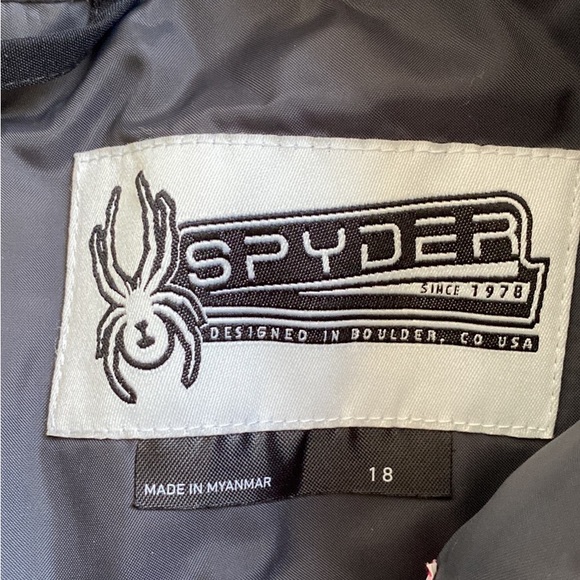 SPYDER
SINCE 1978
DESIGNED IN BOULDER, CO USA
MADE IN MYANMAR 18